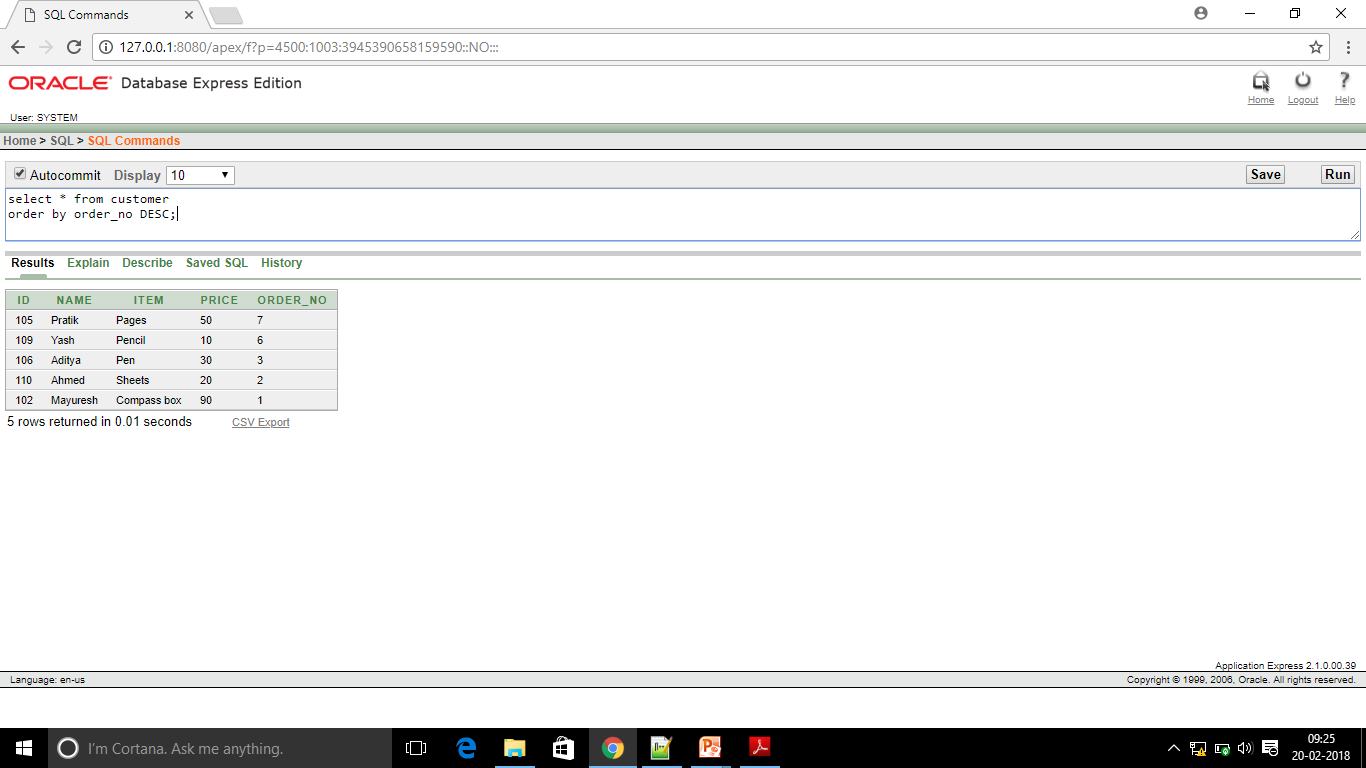 SQL Commands
127.0.0.1:8080/apex/f?p=4500:1003:3945390658159590::NO:::
ORACLE Database Express Edition
Home Logout Help
User: SYSTEM
Home > SQL > SQL Commands
Autocommit Display 10 Save Run
select * from customer
order by order_no DESC;
Results Explain Describe Saved SQL History
ID NAME ITEM PRICE ORDER_NO
105 Pratik Pages 50 7
109 Yash Pencil 10 6
106 Aditya Pen 30 3
110 Ahmed Sheets 20 2
102 Mayuresh Compass box 90 1
5 rows returned in 0.01 seconds CSV Export
Application Express 2.1.0.00.39
Language: en-us Copyright © 1999, 2006, Oracle. All rights reserved.
I'm Cortana. Ask me anything.
09:25
20-02-2018